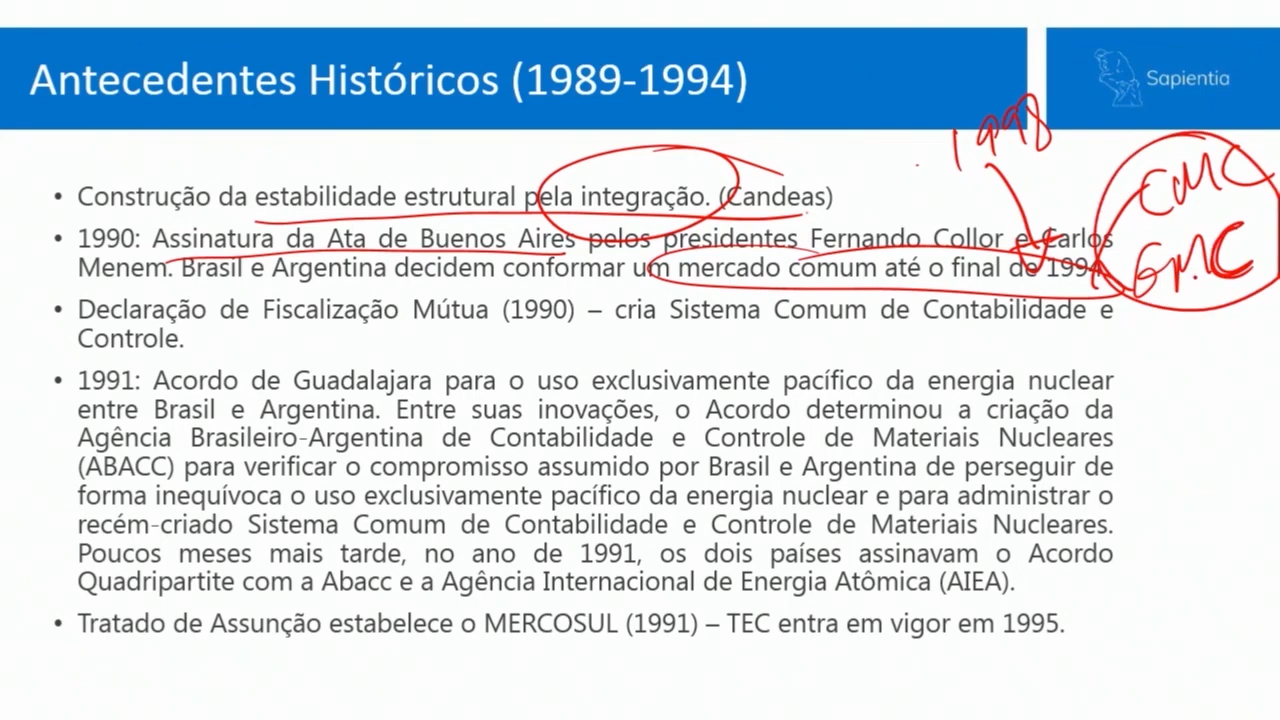 Antecedentes Históricos (1989-1994)
Sapientia
1998
CMC
GMC
• Construção da estabilidade estrutural pela integração. (Candeas)
• 1990: Assinatura da Ata de Buenos Aires pelos presidentes Fernando Collor e Carlos
Menem. Brasil e Argentina decidem conformar um mercado comum até o final de 1994.
• Declaração de Fiscalização Mútua (1990) – cria Sistema Comum de Contabilidade e
Controle.
• 1991: Acordo de Guadalajara para o uso exclusivamente pacífico da energia nuclear
entre Brasil e Argentina. Entre suas inovações, o Acordo determinou a criação da
Agência Brasileiro-Argentina de Contabilidade e Controle de Materiais Nucleares
(ABACC) para verificar o compromisso assumido por Brasil e Argentina de perseguir de
forma inequívoca o uso exclusivamente pacífico da energia nuclear e para administrar o
recém-criado Sistema Comum de Contabilidade e Controle de Materiais Nucleares.
Poucos meses mais tarde, no ano de 1991, os dois países assinavam o Acordo
Quadripartite com a Abacc e a Agência Internacional de Energia Atômica (AIEA).
• Tratado de Assunção estabelece o MERCOSUL (1991) – TEC entra em vigor em 1995.